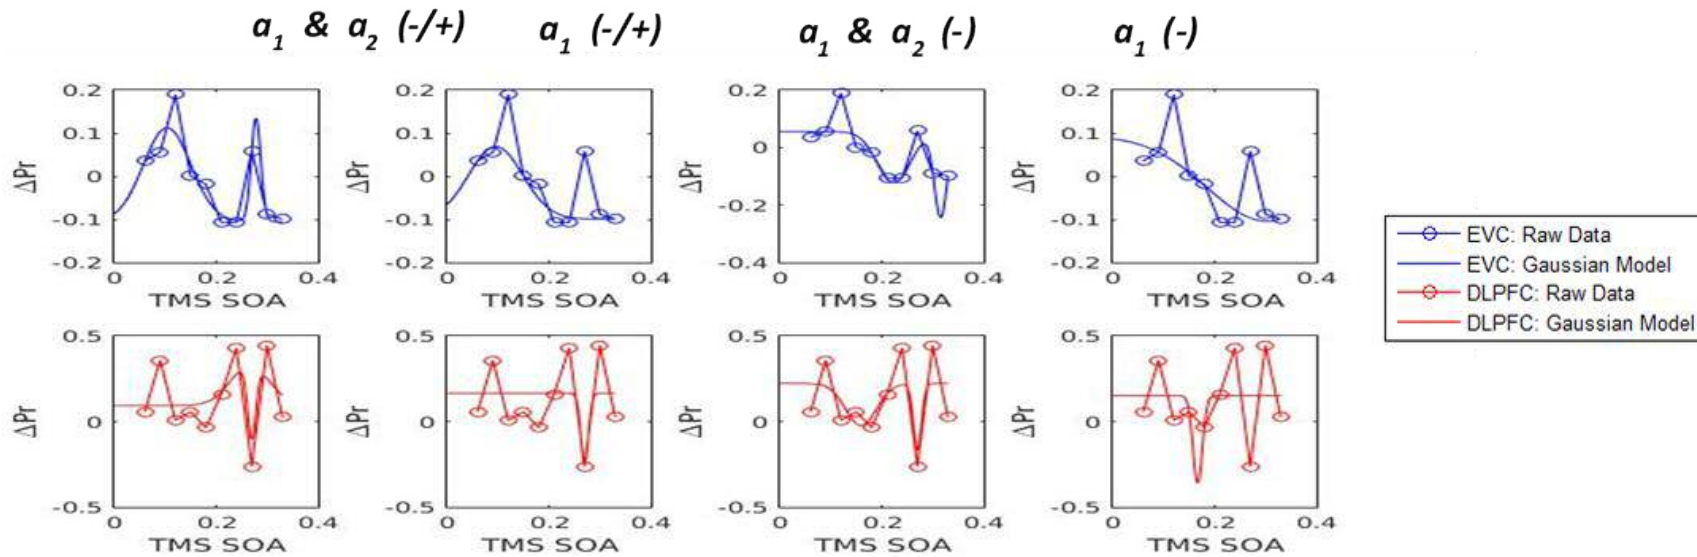 a1 & a2 (-/+) a1 (-/+) a1 & a2 (-) a1 (-)
0.2 0.2 0.2 0.2
0.1 0.1 0 0.1
0 0 -0.2 0
-0.1 -0.1 -0.1
-0.2 -0.2 -0.4 -0.2
ΔPr ΔPr ΔPr ΔPr
0 0.2 0.4 0 0.2 0.4 0 0.2 0.4 0 0.2 0.4
TMS SOA TMS SOA TMS SOA TMS SOA
0.5 0.5 0.5 0.5
0 0 0 0
-0.5 -0.5 -0.5 -0.5
ΔPr ΔPr ΔPr ΔPr
0 0.2 0.4 0 0.2 0.4 0 0.2 0.4 0 0.2 0.4
TMS SOA TMS SOA TMS SOA TMS SOA
EVC: Raw Data
EVC: Gaussian Model
DLPFC: Raw Data
DLPFC: Gaussian Model